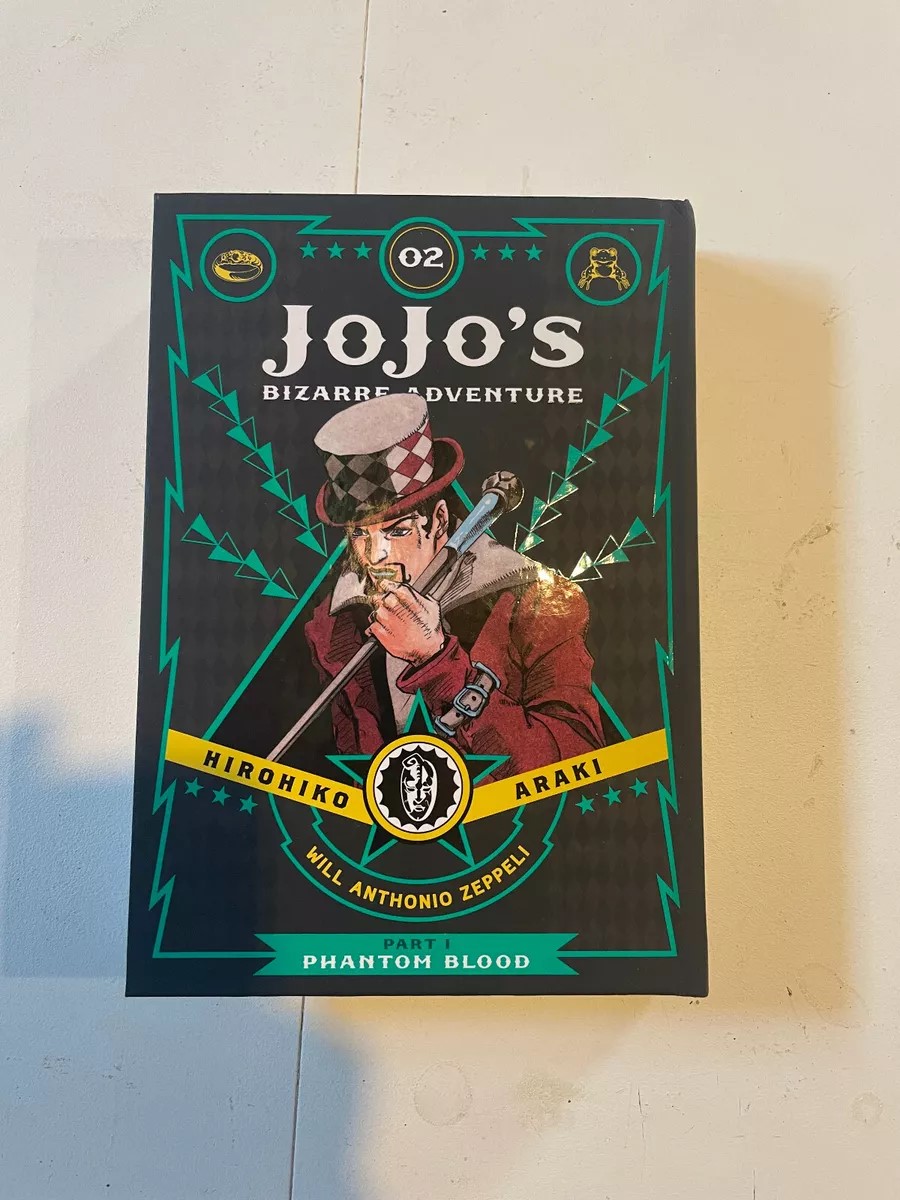 02
JoJo's
BIZARRE ADVENTURE
HIROHIKO ARAKI
WILL ANTHONIO ZEPPELI
PART 1
PHANTOM BLOOD